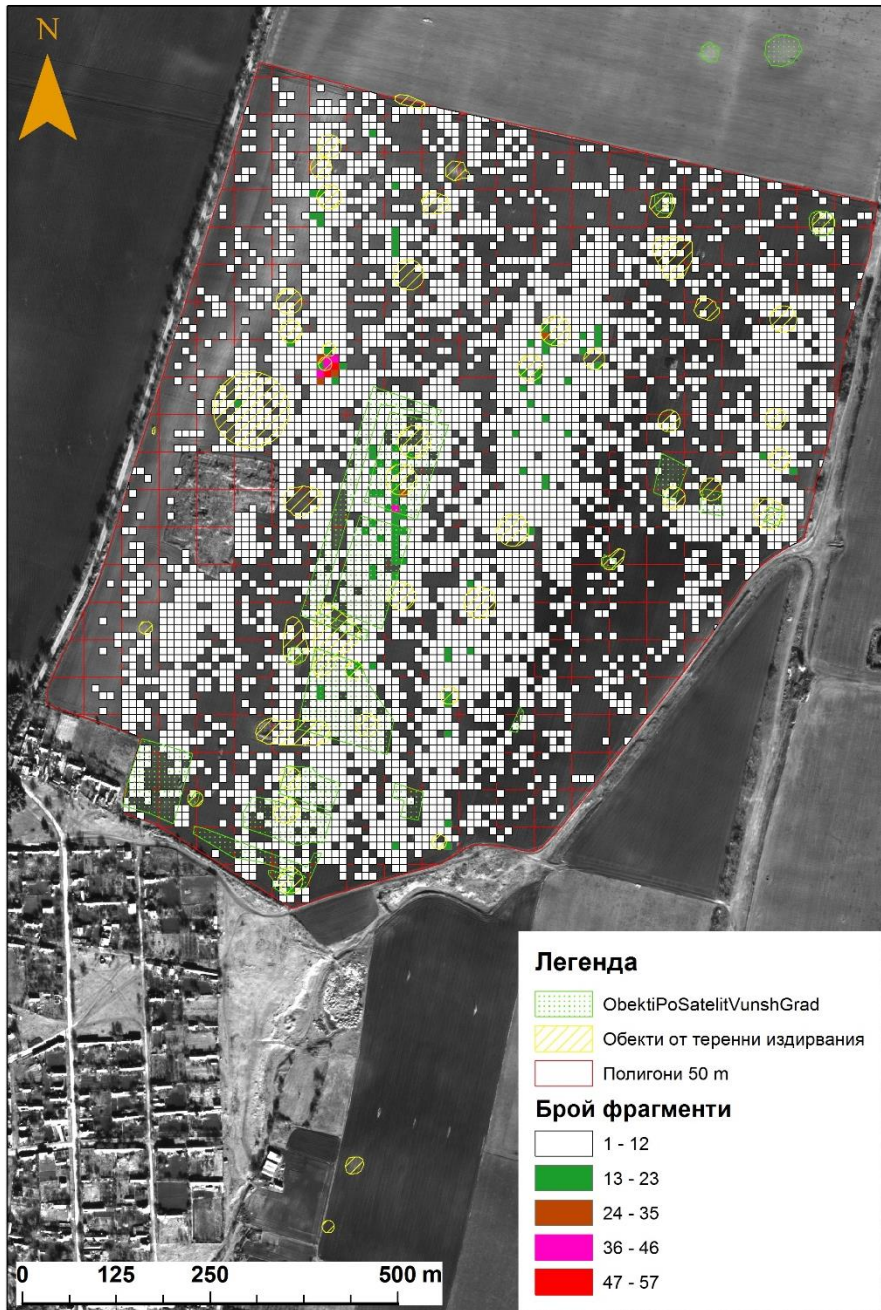 N
Легенда
ObektiPoSatelitVunshGrad
Обекти от теренни издирвания
Полигони 50 m
Брой фрагменти
1 - 12
13 - 23
24 - 35
36 - 46
47 - 57
0 125 250 500 m